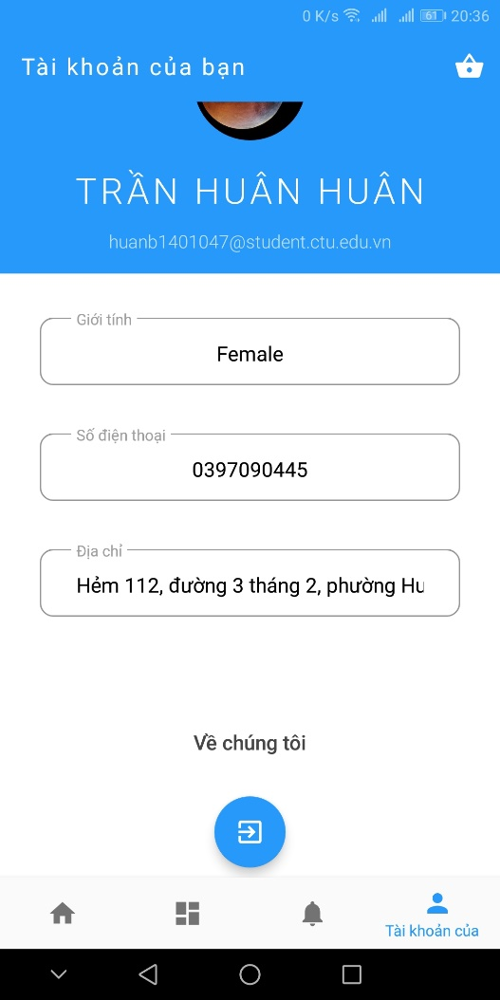 0 K/s 61 20:36
Tài khoản của bạn
TRẦN HUÂN HUÂN
huanb1401047@student.ctu.edu.vn
Giới tính
Female
Số điện thoại
0397090445
Địa chỉ
Hẻm 112, đường 3 tháng 2, phường Hu
Về chúng tôi
Tài khoản của